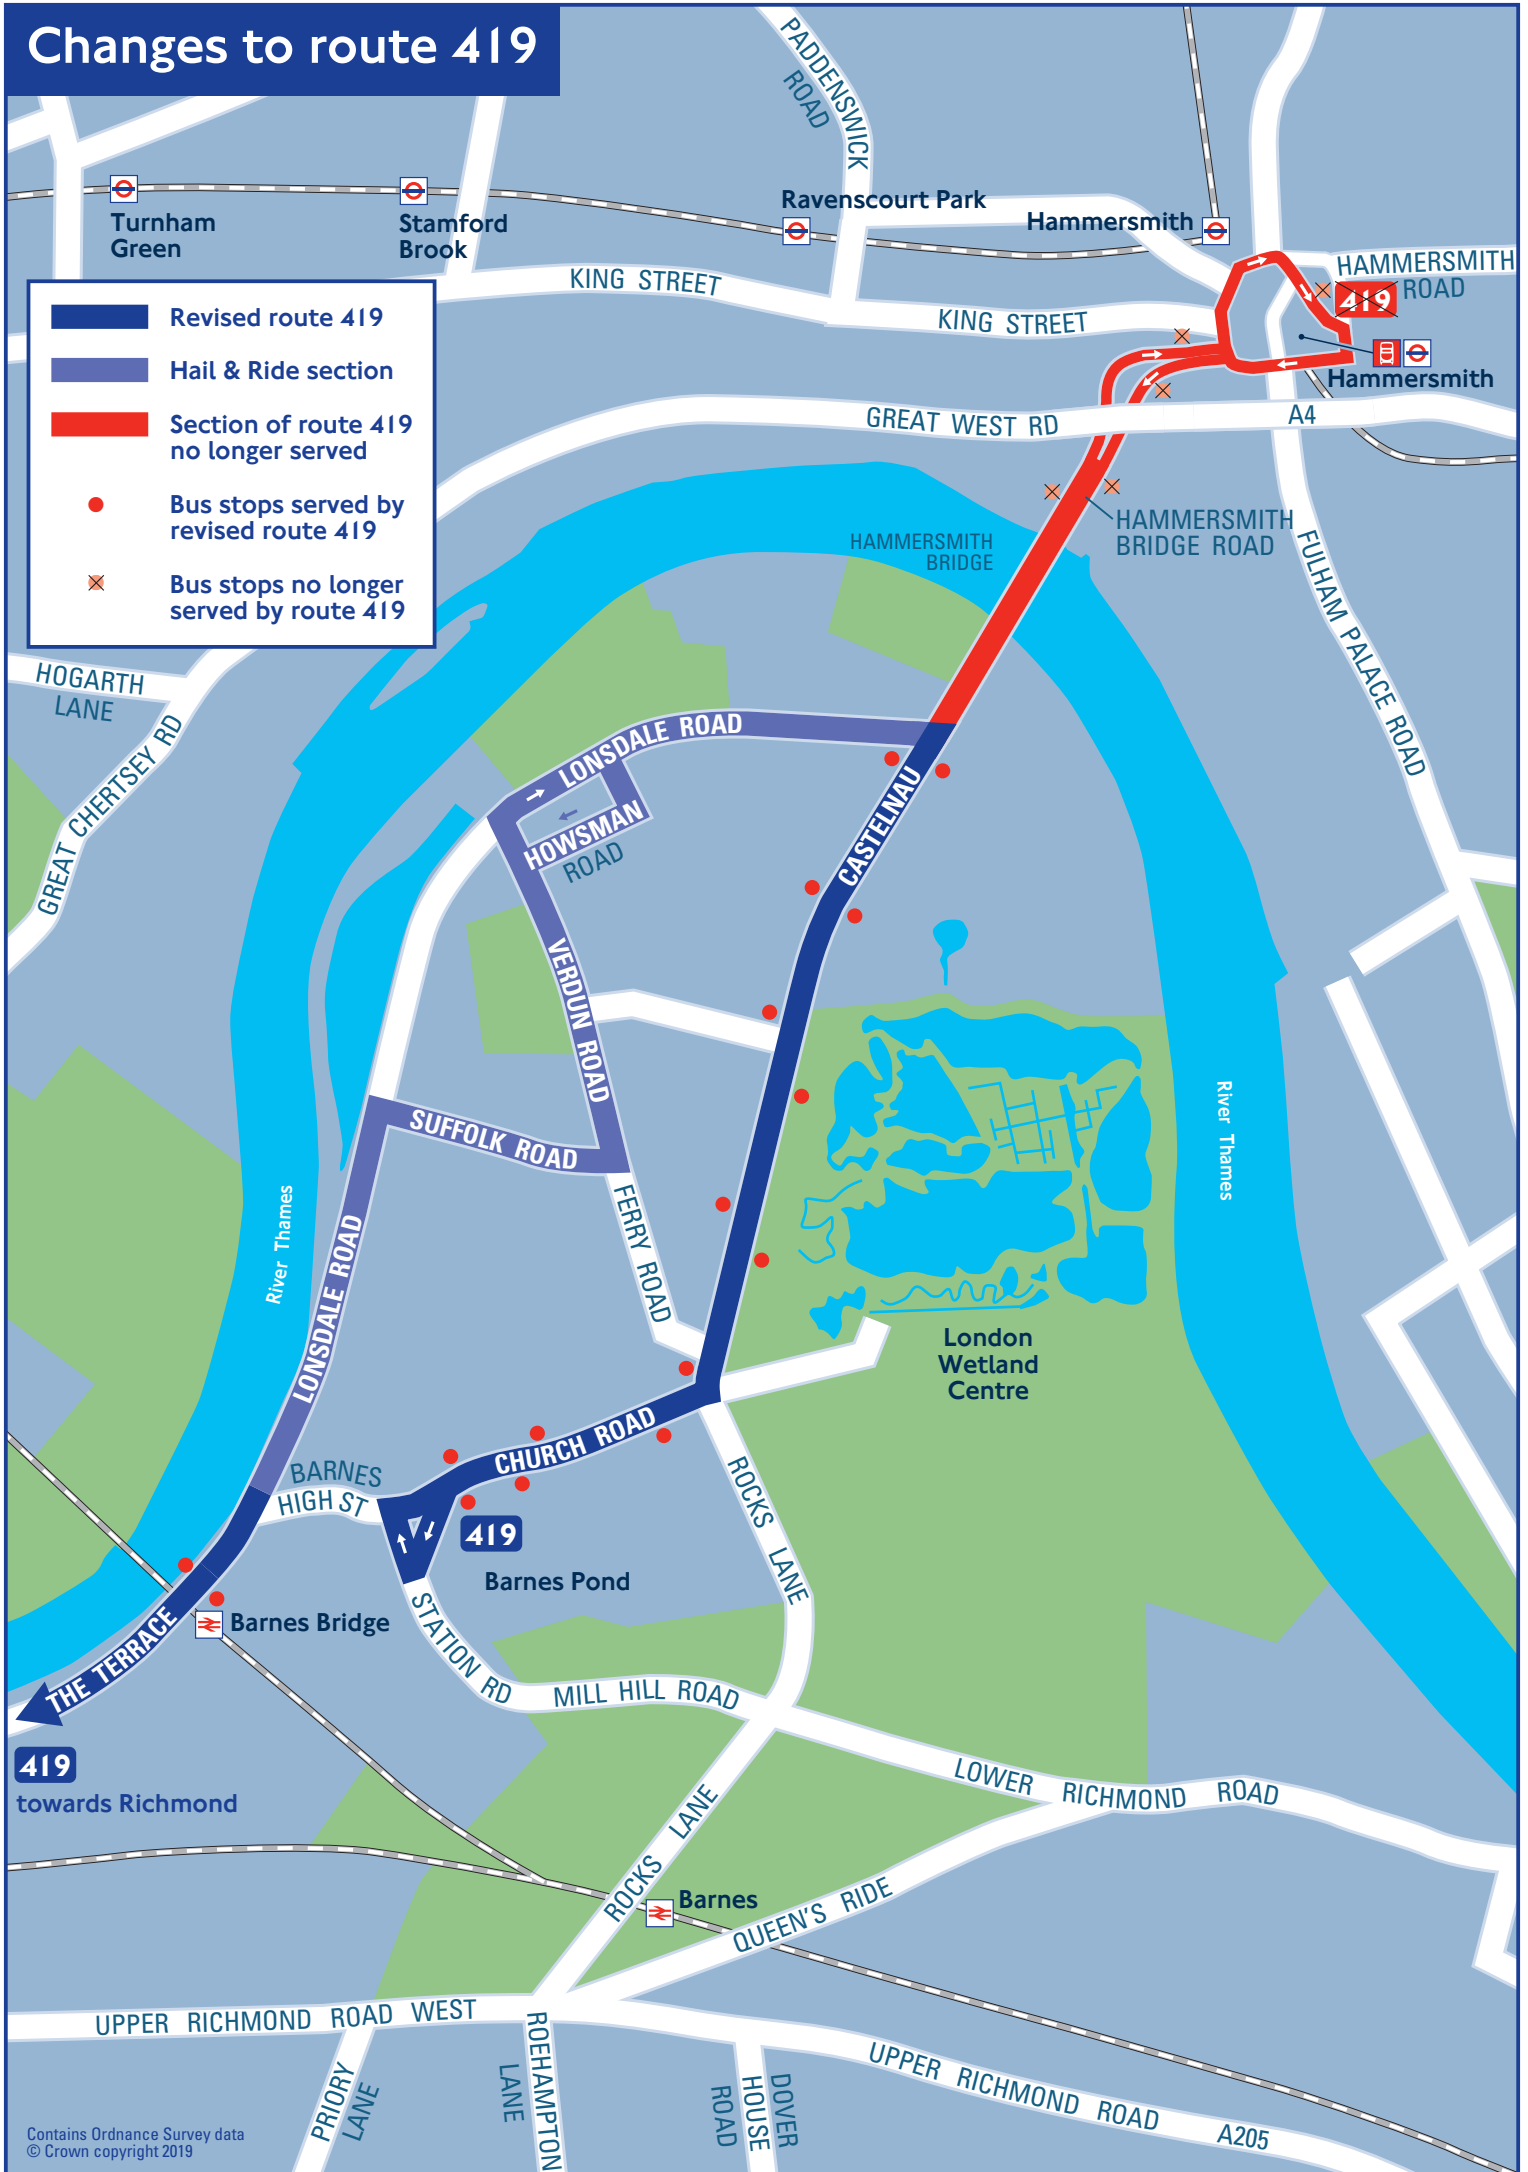 Changes to route 419
PADDENSWICK
ROAD
Turnham
Green
Stamford
Brook
Ravenscourt Park
Hammersmith
KING STREET
KING STREET
HAMMERSMITH
ROAD
419
Hammersmith
GREAT WEST RD
A4
Revised route 419
Hail & Ride section
Section of route 419
no longer served
Bus stops served by
revised route 419
Bus stops no longer
served by route 419
HAMMERSMITH
BRIDGE ROAD
HAMMERSMITH
BRIDGE
FULHAM PALACE ROAD
HOGARTH
LANE
GREAT CHERTSEY RD
LONSDALE ROAD
HOWSMAN
ROAD
CASTELNAU
VERDUN ROAD
SUFFOLK ROAD
FERRY ROAD
LONSDALE ROAD
River Thames
River Thames
London
Wetland
Centre
CHURCH ROAD
BARNES
HIGH ST
419
Barnes Pond
ROCKS LANE
STATION RD
Barnes Bridge
THE TERRACE
419
towards Richmond
MILL HILL ROAD
LOWER RICHMOND ROAD
ROCKS LANE
Barnes
QUEEN'S RIDE
UPPER RICHMOND ROAD WEST
PRIORY
LANE
ROEHAMPTON
LANE
DOVER
HOUSE
ROAD
UPPER RICHMOND ROAD
A205
Contains Ordnance Survey data
© Crown copyright 2019